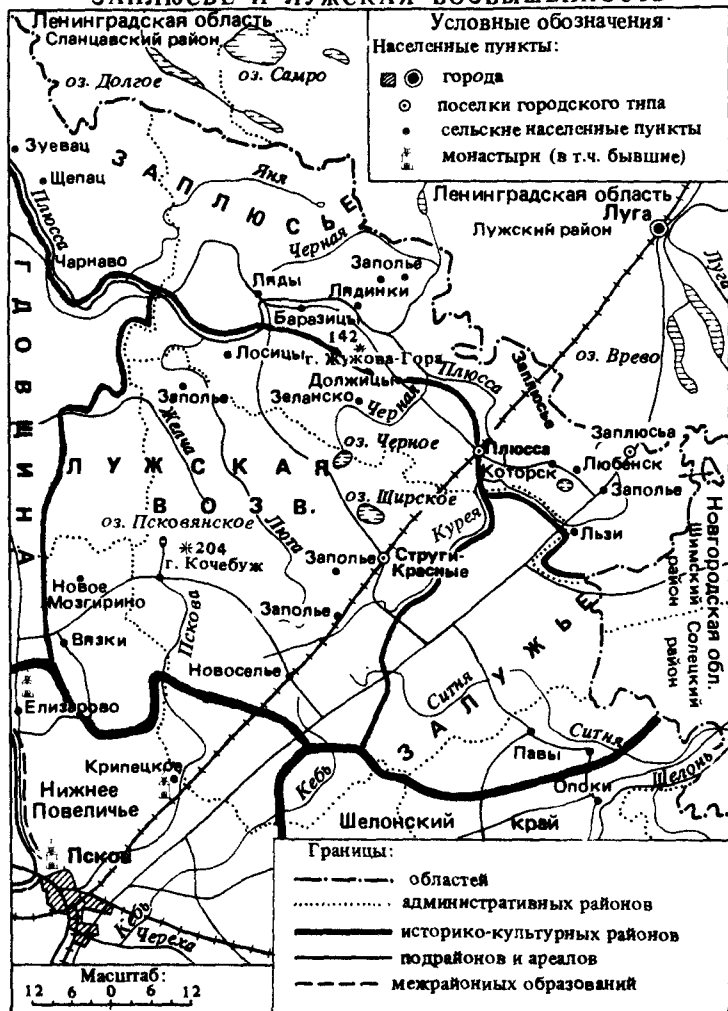 ЗАПЛЮСЬЕ И ЛУЖСКАЯ ВОЗВЫШЕННОСТЬ
Ленинградская область
Сланцавский район
оз. Долгое
оз. Самро
Условные обозначения
Населенные пункты:
города
поселки городского типа
сельские населенные пункты
монастыри (в т.ч. бывшие)
Зуевац
Щепац
Плюсса
ЗАПЛЮСЬЕ
Яня
Черная
Ленинградская область
Луга
Лужский район
Луга
Чарнаво
Ляды
Заполье
Лядинки
Баразицы
142
г. Жужова-Гора
Лосицы
Должицы
Плюсса
Заплюсье
оз. Врево
ГДОВЩИНА
Заполье
Зеланско
Черная
Желча
оз. Черное
Плюсса
Которск
Заплюсья
Любенск
Заполье
ЛУЖСКАЯ
ВОЗВ.
оз. Щирское
Курея
Льзи
оз. Псковянское
204
г. Кочебуж
Люта
Заполье
Струги-
Красные
Новгородская обл.
Шимский район
Солецкий район
Новое
Мозгирино
Заполье
Вязки
Пскова
Новоселье
Ситня
ЗАЛУЖЬЕ
Елизарово
Павы
Ситня
Шелонь
Крипецкое
Кебь
Опоки
Нижнее
Повеличье
Шелонский край
Псков
Кебь
Череха
Границы:
областей
административных районов
историко-культурных районов
подрайонов и ареалов
межрайонных образований
Масштаб:
12 6 0 6 12